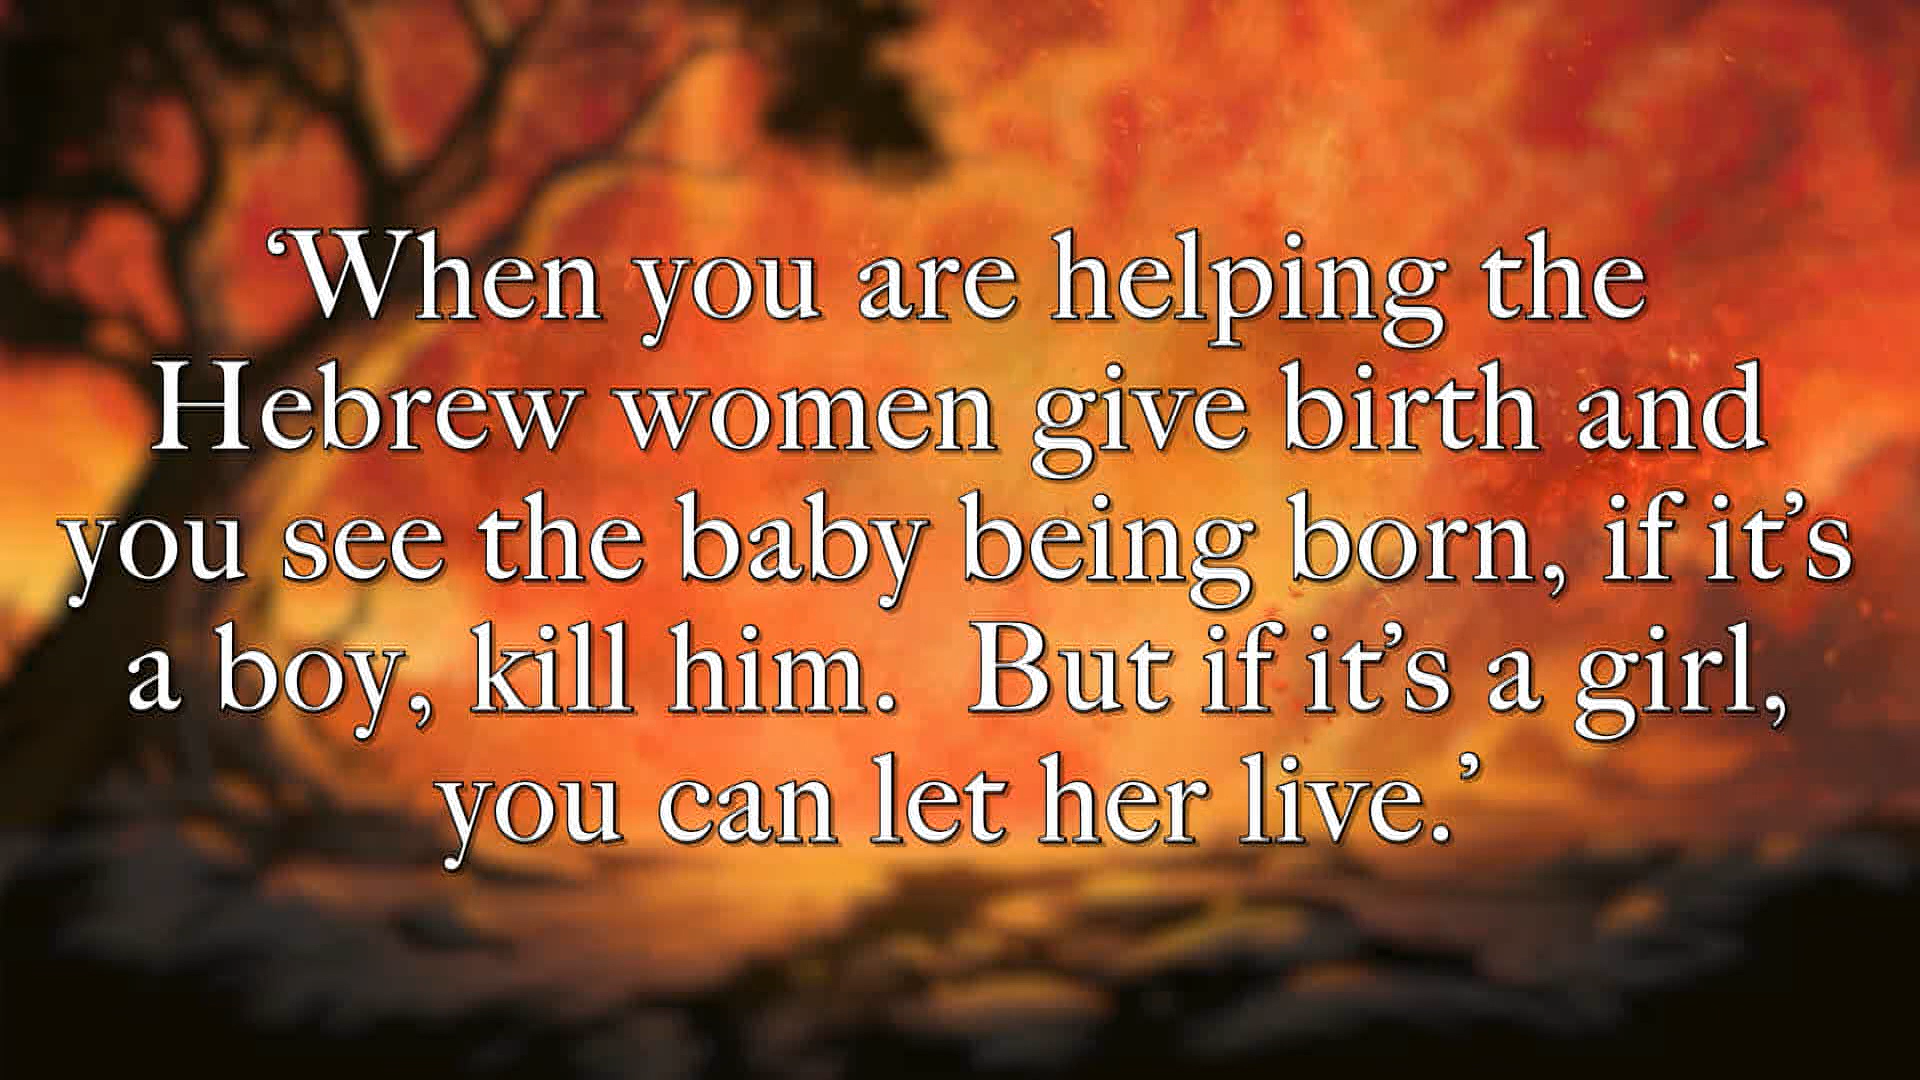 ‘When you are helping the
Hebrew women give birth and
you see the baby being born, if it’s
a boy, kill him.  But if it’s a girl,
you can let her live.’